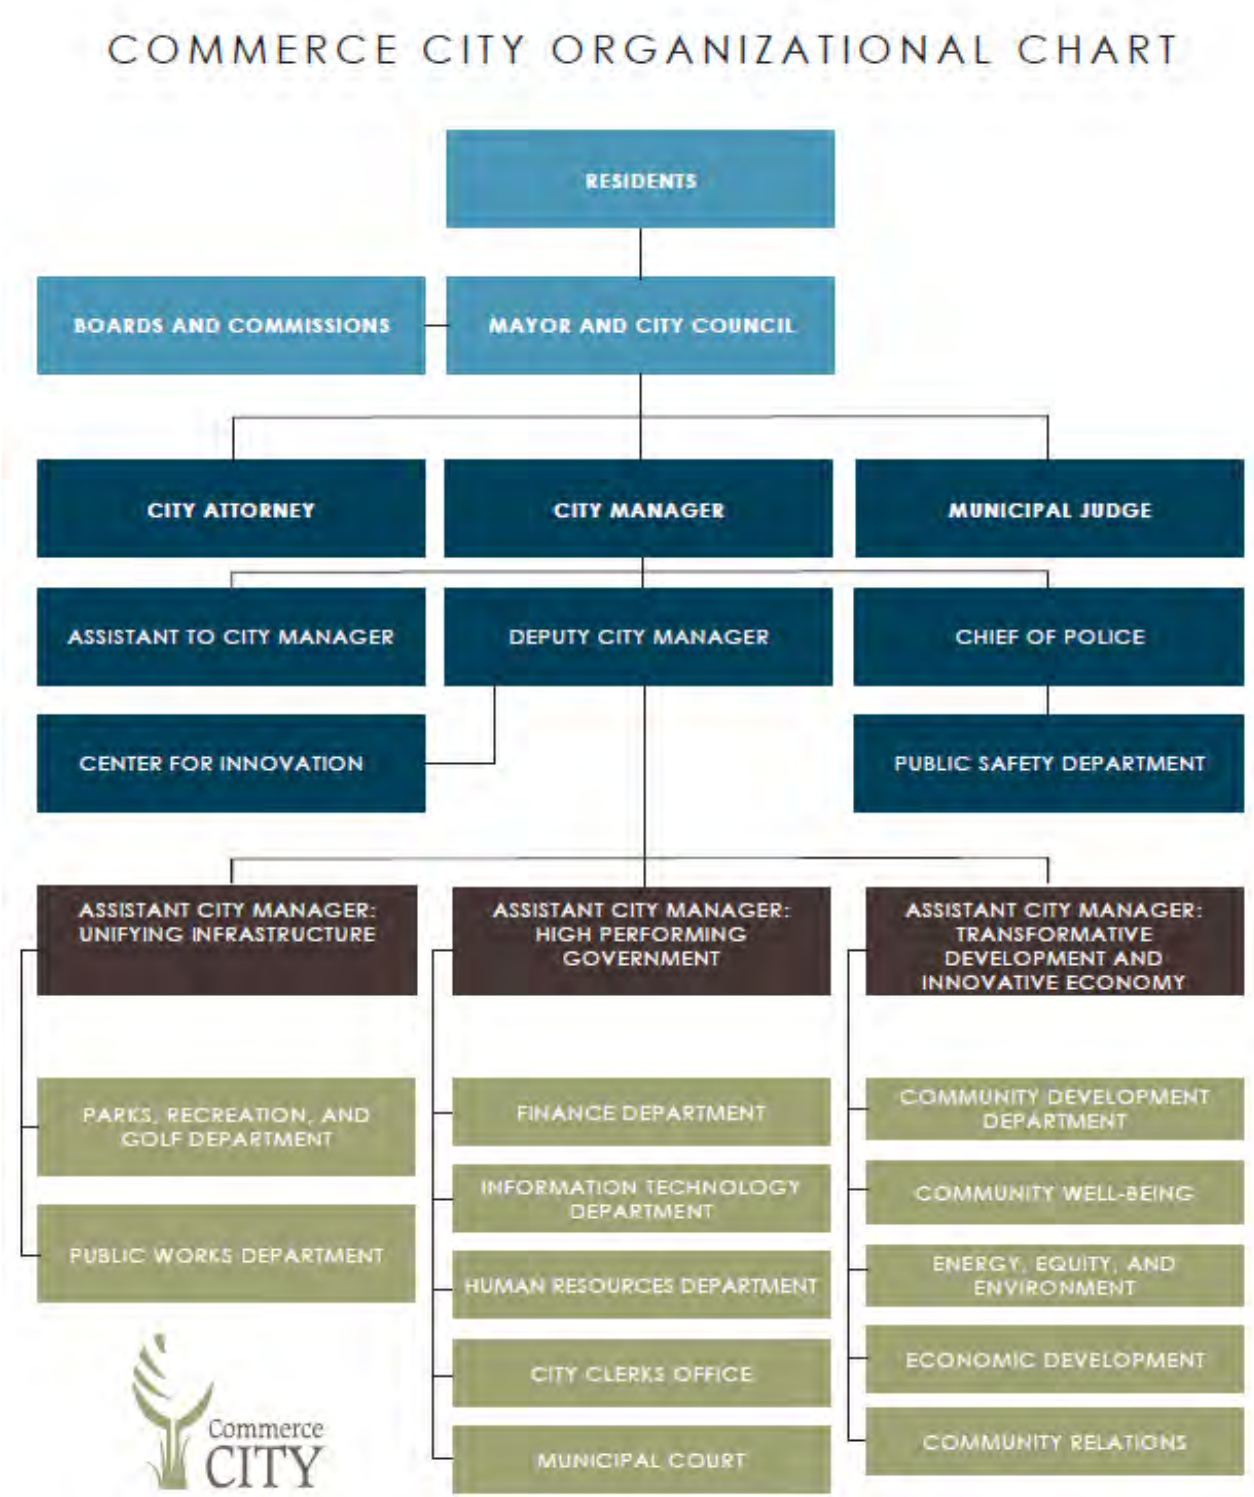 COMMERCE CITY ORGANIZATIONAL CHART
RESIDENTS
BOARDS AND COMMISSIONS
MAYOR AND CITY COUNCIL
CITY ATTORNEY
CITY MANAGER
MUNICIPAL JUDGE
ASSISTANT TO CITY MANAGER
DEPUTY CITY MANAGER
CHIEF OF POLICE
CENTER FOR INNOVATION
PUBLIC SAFETY DEPARTMENT
ASSISTANT CITY MANAGER:
UNIFYING INFRASTRUCTURE
PARKS, RECREATION, AND
GOLF DEPARTMENT
PUBLIC WORKS DEPARTMENT
ASSISTANT CITY MANAGER:
HIGH PERFORMING
GOVERNMENT
FINANCE DEPARTMENT
INFORMATION TECHNOLOGY
DEPARTMENT
HUMAN RESOURCES DEPARTMENT
CITY CLERKS OFFICE
MUNICIPAL COURT
ASSISTANT CITY MANAGER:
TRANSFORMATIVE
DEVELOPMENT AND
INNOVATIVE ECONOMY
COMMUNITY DEVELOPMENT
DEPARTMENT
COMMUNITY WELL-BEING
ENERGY, EQUITY, AND
ENVIRONMENT
ECONOMIC DEVELOPMENT
COMMUNITY RELATIONS
Commerce
CITY